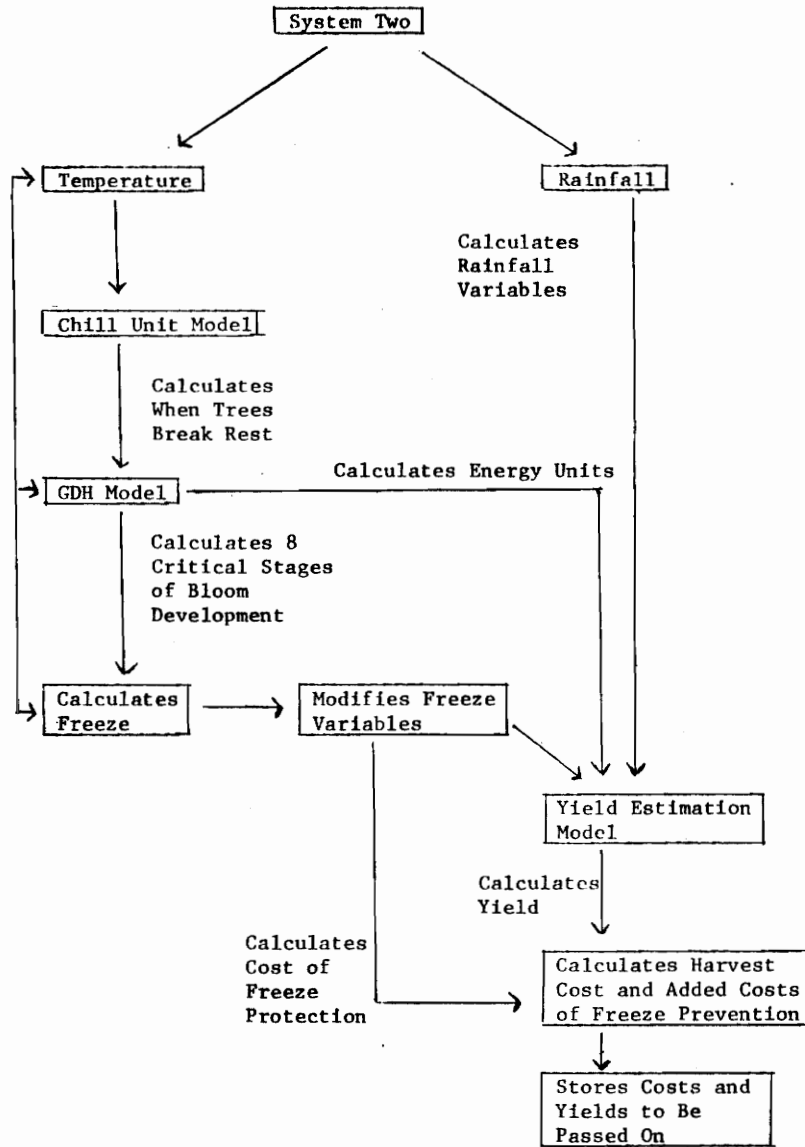 System Two
Temperature
Rainfall
Calculates
Rainfall
Variables
Chill Unit Model
Calculates
When Trees
Break Rest
Calculates Energy Units
GDH Model
Calculates 8
Critical Stages
of Bloom
Development
Calculates
Freeze
Modifies Freeze
Variables
Yield Estimation
Model
Calculates
Yield
Calculates
Cost of
Freeze
Protection
Calculates Harvest
Cost and Added Costs
of Freeze Prevention
Stores Costs and
Yields to Be
Passed On